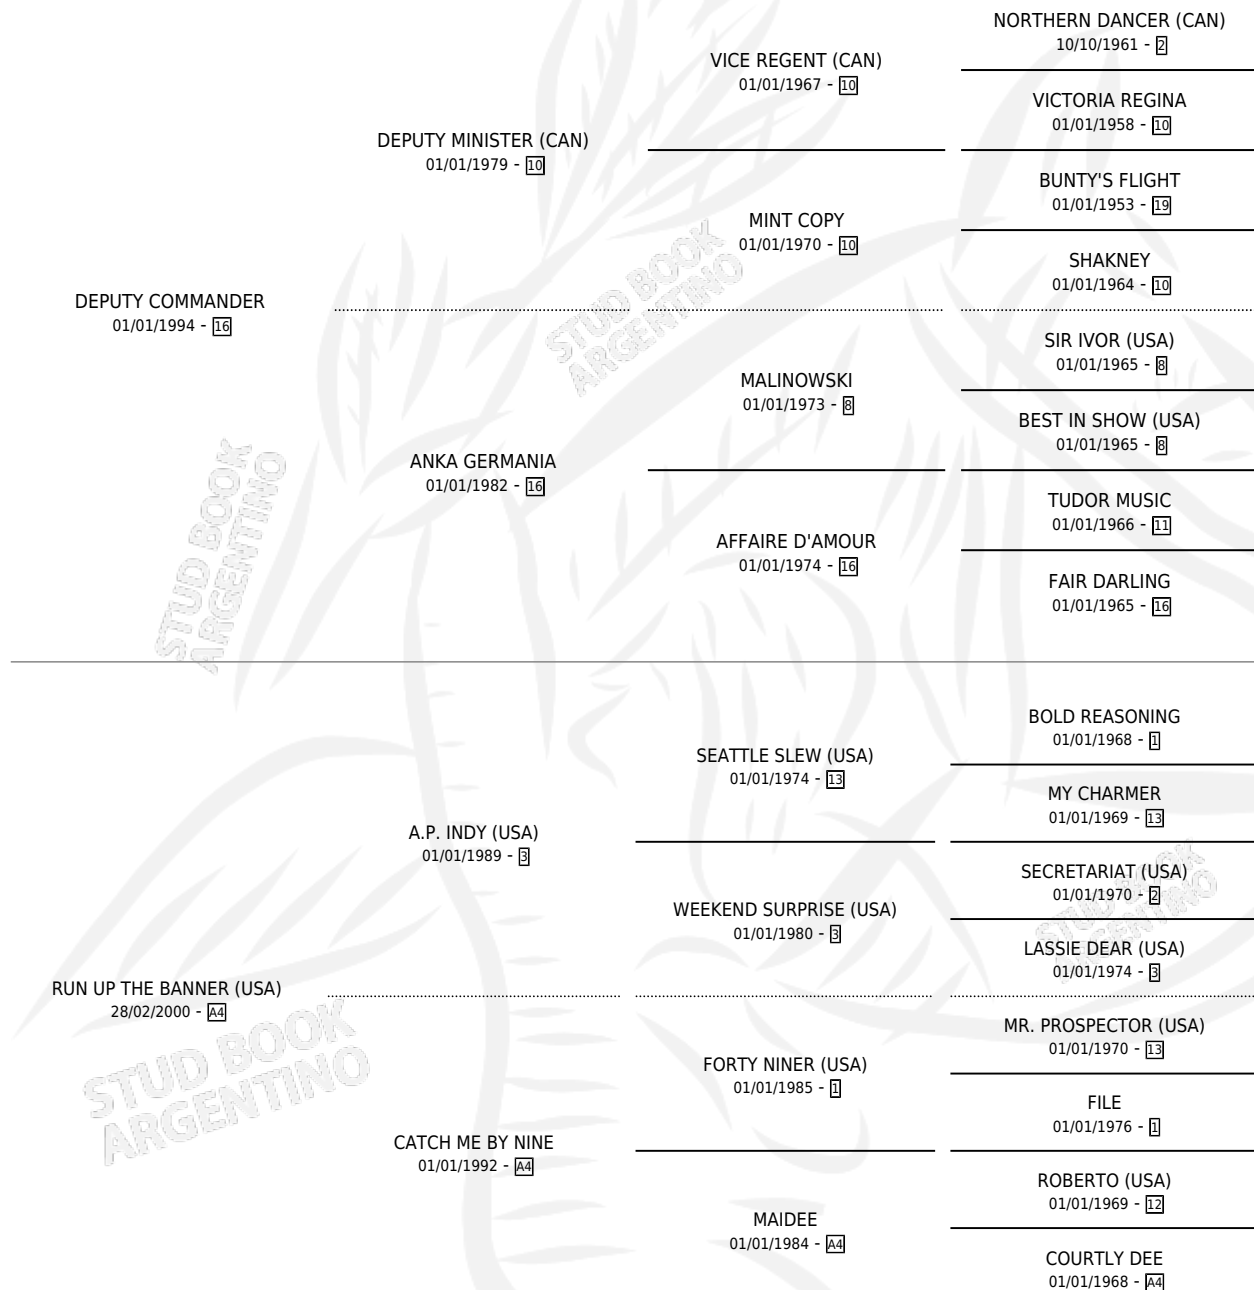 NORTHERN DANCER (CAN)
10/10/1961 - 2
VICE REGENT (CAN)
01/01/1967 - 10
VICTORIA REGINA
01/01/1958 - 10
DEPUTY MINISTER (CAN)
01/01/1979 - 10
BUNTY'S FLIGHT
01/01/1953 - 19
MINT COPY
01/01/1970 - 10
SHAKNEY
01/01/1964 - 10
DEPUTY COMMANDER
01/01/1994 - 16
STUD BOOK
ARGENTINO
SIR IVOR (USA)
01/01/1965 - 8
MALINOWSKI
01/01/1973 - 8
BEST IN SHOW (USA)
01/01/1965 - 8
ANKA GERMANIA
01/01/1982 - 16
TUDOR MUSIC
01/01/1966 - 11
AFFAIRE D'AMOUR
01/01/1974 - 16
FAIR DARLING
01/01/1965 - 16
STUD BOOK
ARGENTINO
BOLD REASONING
01/01/1968 - 1
SEATTLE SLEW (USA)
01/01/1974 - 13
MY CHARMER
01/01/1969 - 13
A.P. INDY (USA)
01/01/1989 - 3
SECRETARIAT (USA)
01/01/1970 - 2
WEEKEND SURPRISE (USA)
01/01/1980 - 3
STUD BOOK
ARGENTINO
LASSIE DEAR (USA)
01/01/1974 - 3
RUN UP THE BANNER (USA)
28/02/2000 - A4
STUD BOOK
ARGENTINO
MR. PROSPECTOR (USA)
01/01/1970 - 13
FORTY NINER (USA)
01/01/1985 - 1
FILE
01/01/1976 - 1
CATCH ME BY NINE
01/01/1992 - A4
ROBERTO (USA)
01/01/1969 - 12
MAIDEE
01/01/1984 - A4
COURTLY DEE
01/01/1968 - A4